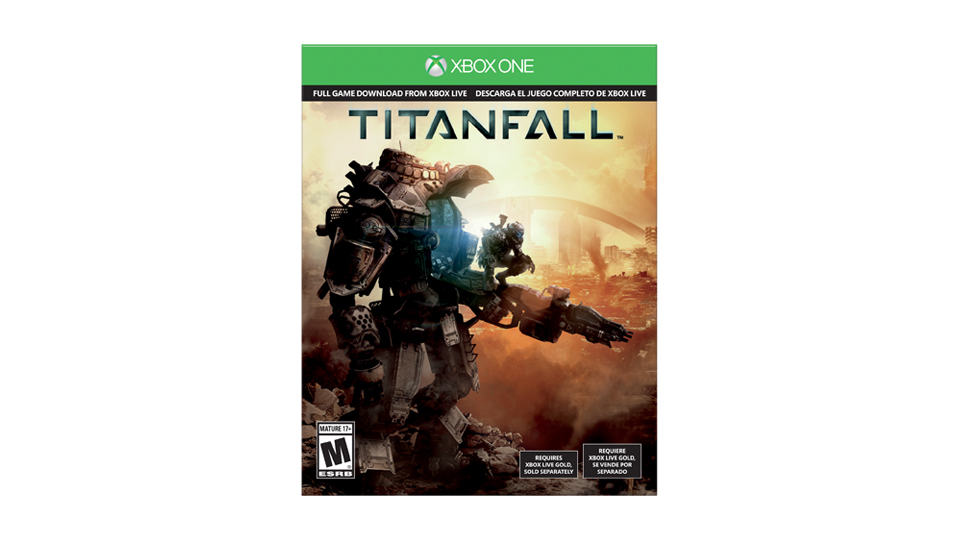 XBOX ONE
FULL GAME DOWNLOAD FROM XBOX LIVE DESCARGA EL JUEGO COMPLETO DE XBOX LIVE
TITANFALL™
MATURE 17+
M
ESRB
REQUIRES
XBOX LIVE GOLD,
SOLD SEPARATELY
REQUIERE
XBOX LIVE GOLD,
SE VENDE POR
SEPARADO